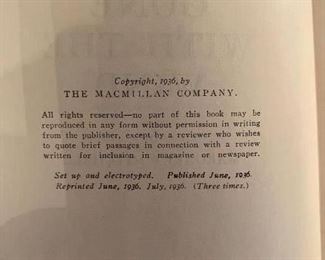 Copyright, 1936, by
THE MACMILLAN COMPANY.
All rights reserved—no part of this book may be
reproduced in any form without permission in writing
from the publisher, except by a reviewer who wishes
to quote brief passages in connection with a review
written for inclusion in magazine or newspaper.
Set up and electrotyped. Published June, 1936.
Reprinted June, 1936. July, 1936. (Three times.)